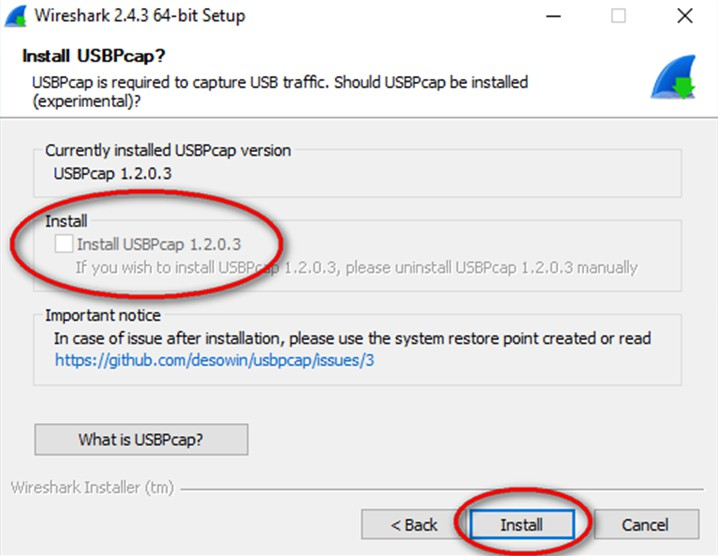 Wireshark 2.4.3 64-bit Setup
Install USBPcap?
USBPcap is required to capture USB traffic. Should USBPcap be installed
(experimental)?
Currently installed USBPcap version
USBPcap 1.2.0.3
Install
Install USBPcap 1.2.0.3
If you wish to install USBPcap 1.2.0.3, please uninstall USBPcap 1.2.0.3 manually
Important notice
In case of issue after installation, please use the system restore point created or read
https://github.com/desowin/usbpcap/issues/3
What is USBPcap?
Wireshark Installer (tm)
< Back
Install
Cancel